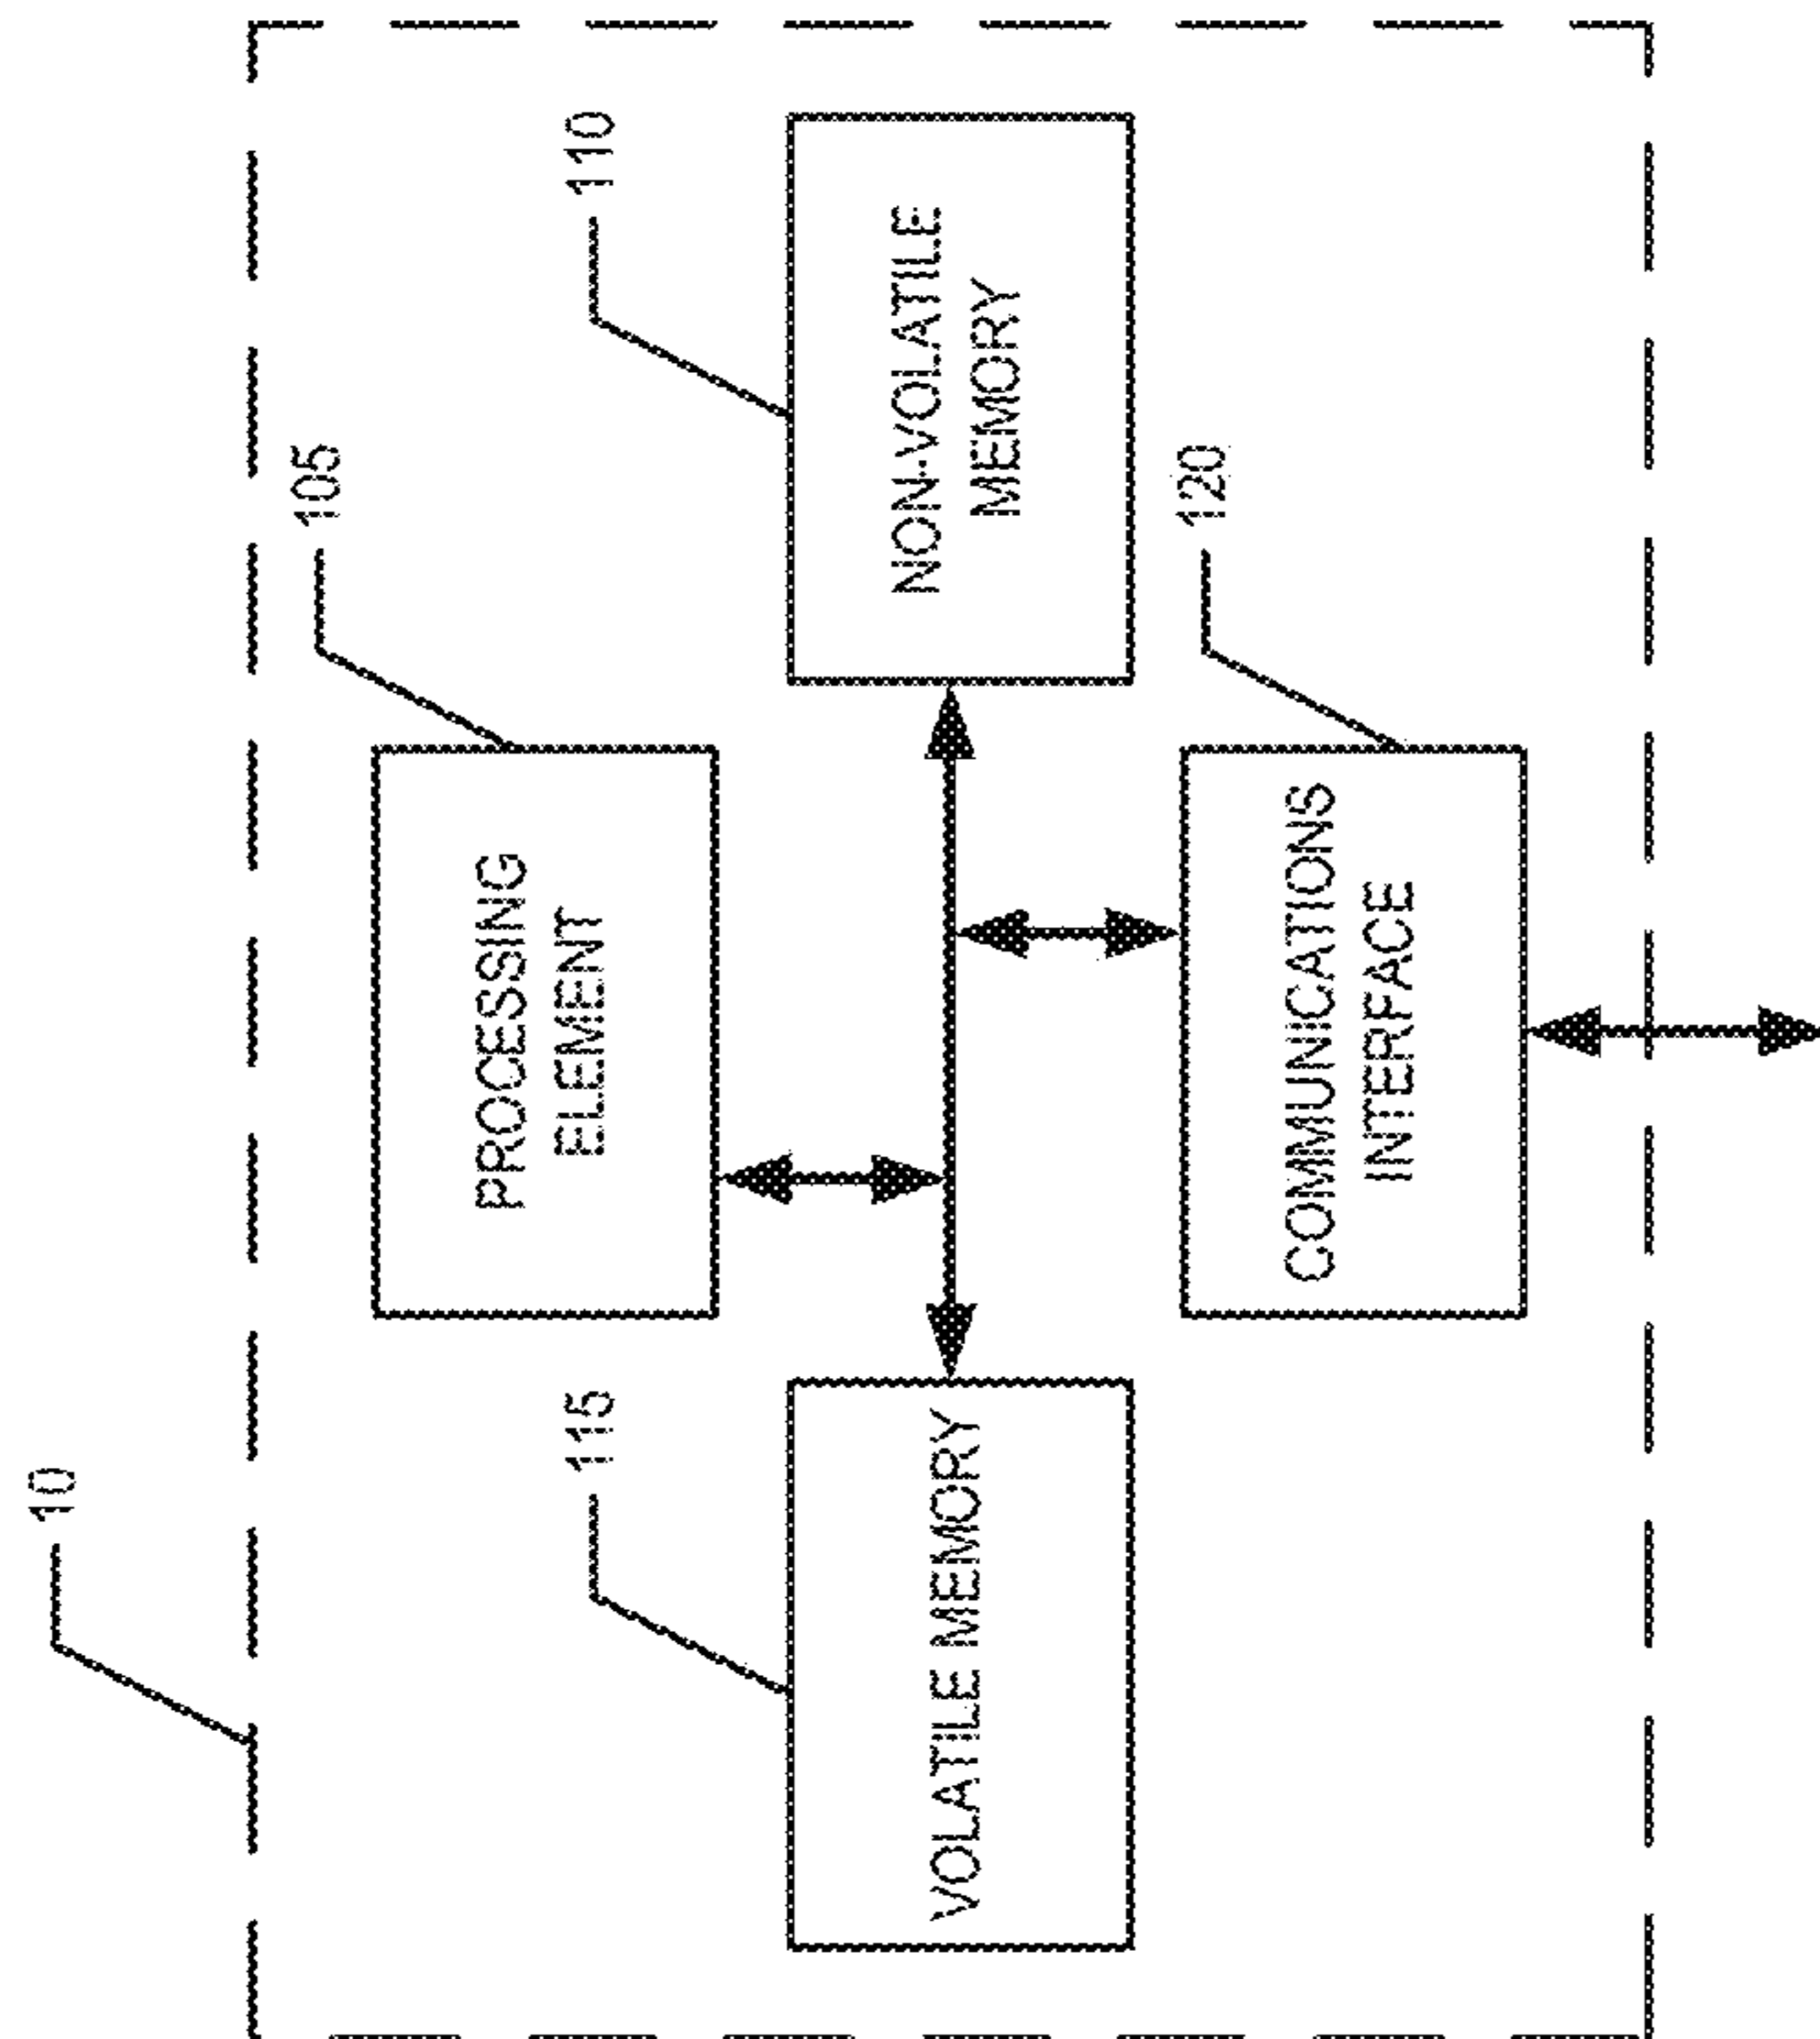 10
105
PROCESSING
ELEMENT
115
110
VOLATILE MEMORY
NON-VOLATILE
MEMORY
120
COMMUNICATIONS
INTERFACE